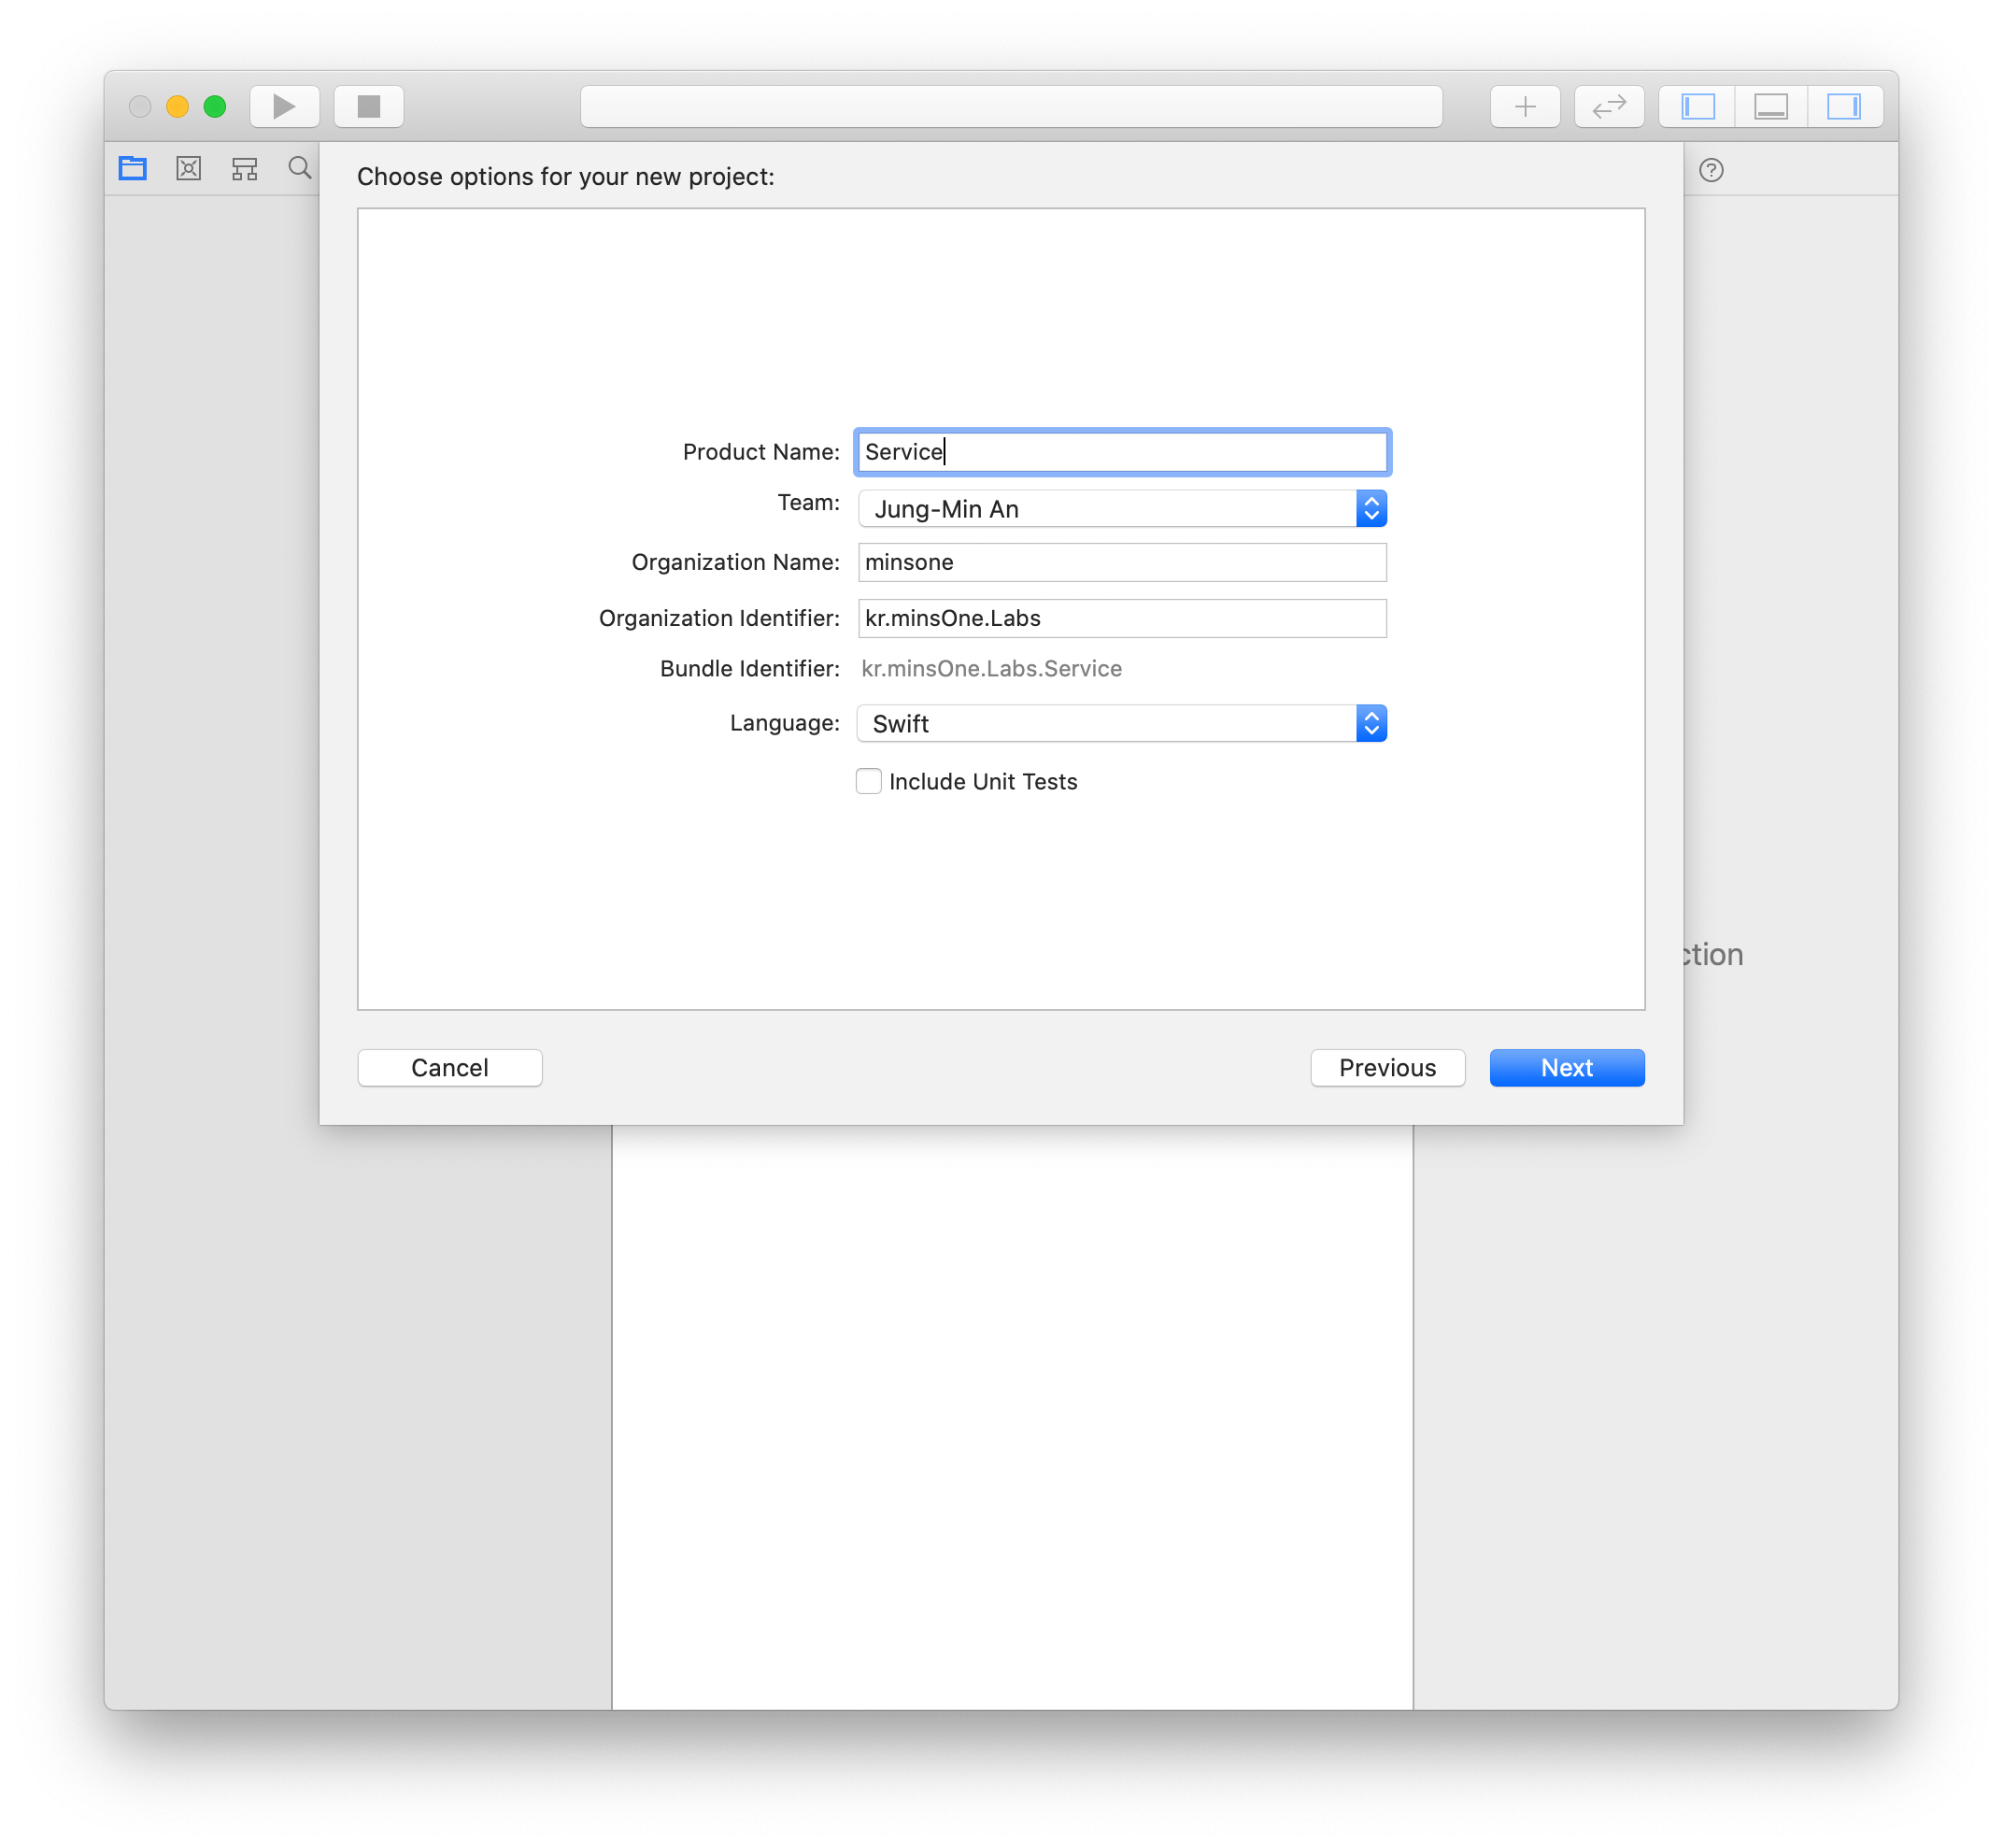 Choose options for your new project:
Product Name: Service
Team: Jung-Min An
Organization Name: minsone
Organization Identifier: kr.minsOne.Labs
Bundle Identifier: kr.minsOne.Labs.Service
Language: Swift
Include Unit Tests
ction
Cancel Previous Next